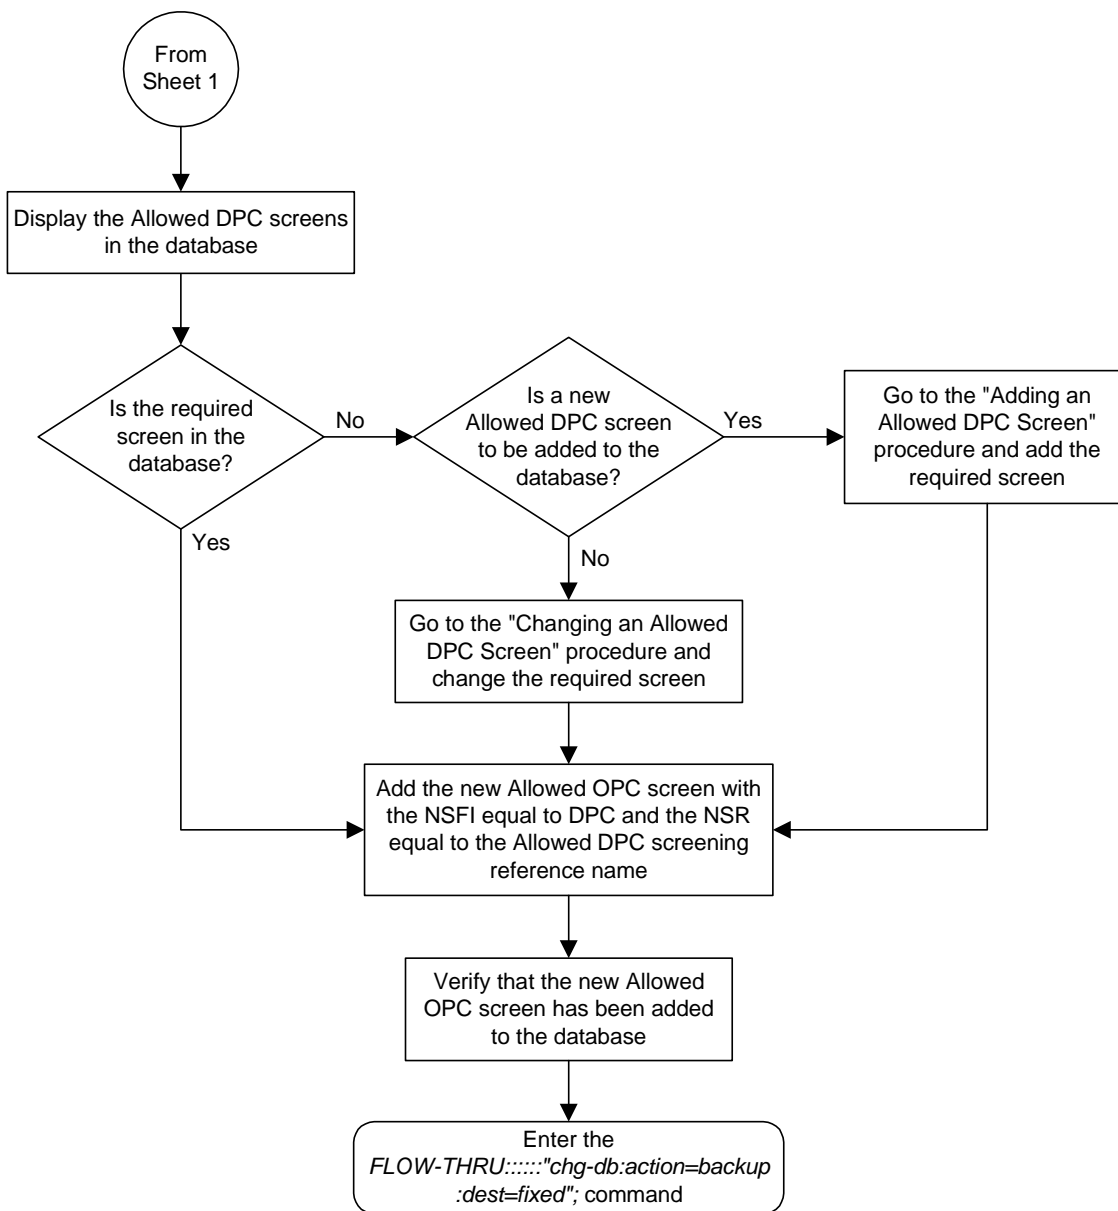 From
Sheet 1
Display the Allowed DPC screens
in the database
Is the required
screen in the
database?
No
Yes
Is a new
Allowed DPC screen
to be added to the
database?
Yes
No
Go to the "Adding an
Allowed DPC Screen"
procedure and add the
required screen
Go to the "Changing an Allowed
DPC Screen" procedure and
change the required screen
Add the new Allowed OPC screen with
the NSFI equal to DPC and the NSR
equal to the Allowed DPC screening
reference name
Verify that the new Allowed
OPC screen has been added
to the database
Enter the
FLOW-THRU::::::"chg-db:action=backup
:dest=fixed"; command